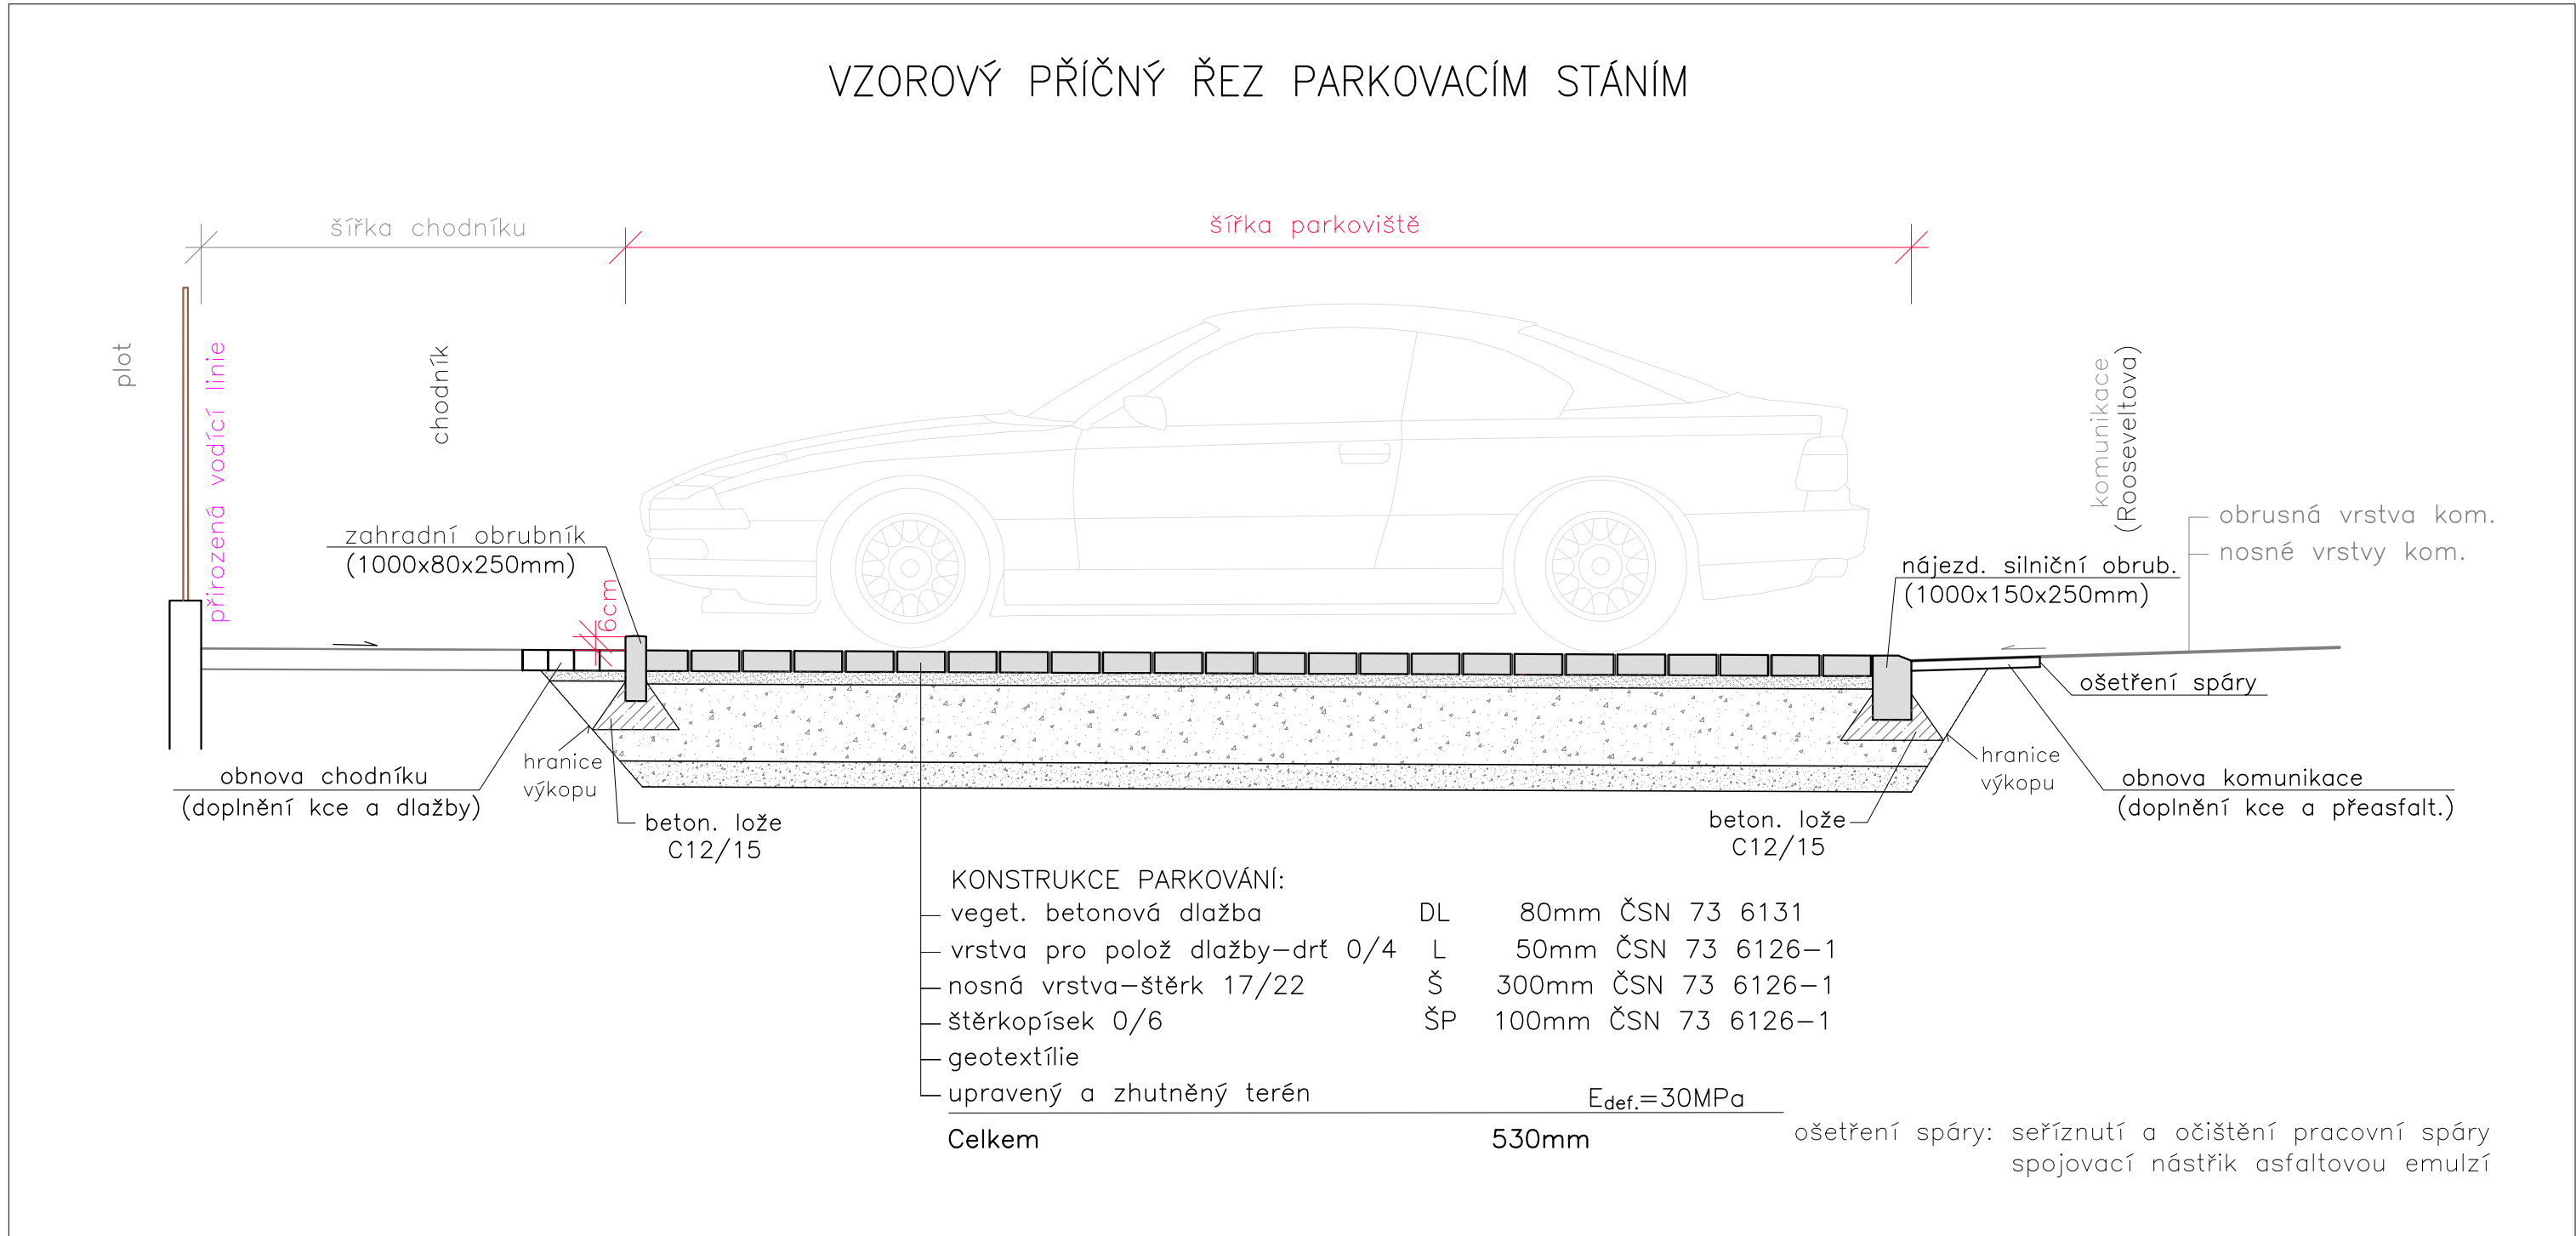 VZOROVÝ PŘÍČNÝ ŘEZ PARKOVACÍM STÁNÍM
šířka chodníku
šířka parkoviště
plot
přirozená vodící linie
chodník
komunikace
(Rooseveltova)
obrusná vrstva kom.
nosné vrstvy kom.
zahradní obrubník
(1000x80x250mm)
6cm
nájezd. silniční obrub.
(1000x150x250mm)
ošetření spáry
obnova chodníku
(doplnění kce a dlažby)
hranice
výkopu
beton. lože
C12/15
beton. lože
C12/15
hranice
výkopu
obnova komunikace
(doplnění kce a přeasfalt.)
KONSTRUKCE PARKOVÁNÍ:
veget. betonová dlažba DL 80mm ČSN 73 6131
vrstva pro polož dlažby-drť 0/4 L 50mm ČSN 73 6126-1
nosná vrstva-štěrk 17/22 Š 300mm ČSN 73 6126-1
štěrkopísek 0/6 ŠP 100mm ČSN 73 6126-1
geotextílie
upravený a zhutněný terén Edef.=30MPa
Celkem 530mm
ošetření spáry: seříznutí a očištění pracovní spáry
spojovací nástřik asfaltovou emulzí